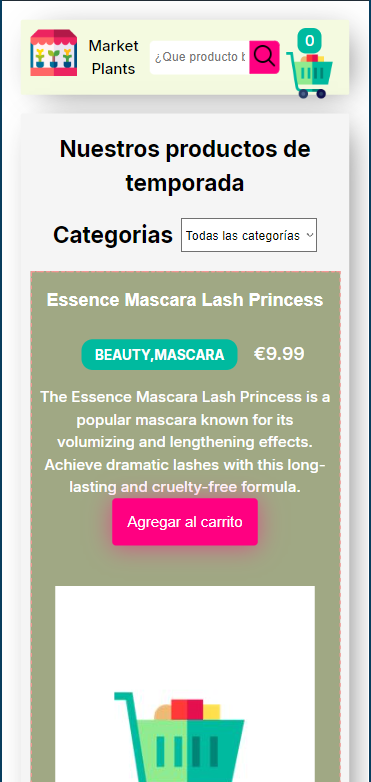 Market
Plants
¿Que producto b
0
Nuestros productos de
temporada
Categorias
Todas las categorías
Essence Mascara Lash Princess
BEAUTY,MASCARA
€9.99
The Essence Mascara Lash Princess is a
popular mascara known for its
volumizing and lengthening effects.
Achieve dramatic lashes with this long-
lasting and cruelty-free formula.
Agregar al carrito